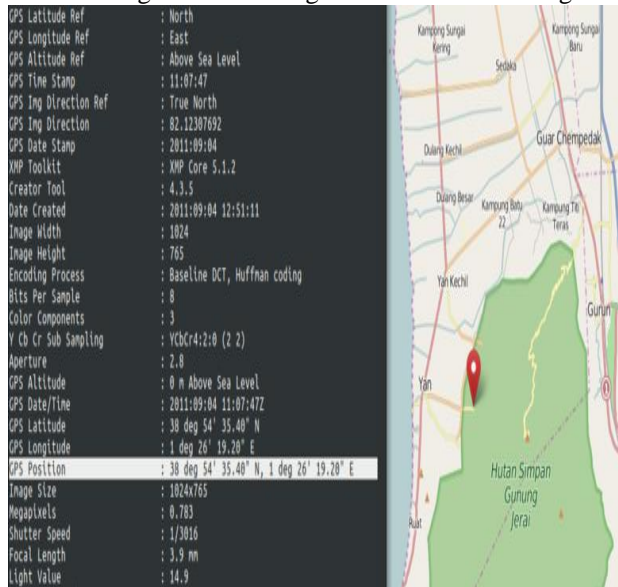 GPS Latitude Ref : North
GPS Longitude Ref : East
GPS Altitude Ref : Above Sea Level
GPS Time Stamp : 11:07:47
GPS Img Direction Ref : True North
GPS Img Direction : 82.12307692
GPS Date Stamp : 2011:09:04
XMP Toolkit : XMP Core 5.1.2
Creator Tool : 4.3.5
Date Created : 2011:09:04 12:51:11
Image Width : 1024
Image Height : 765
Encoding Process : Baseline DCT, Huffman coding
Bits Per Sample : 8
Color Components : 3
Y Cb Cr Sub Sampling : YCbCr4:2:0 (2 2)
Aperture : 2.8
GPS Altitude : 0 m Above Sea Level
GPS Date/Time : 2011:09:04 11:07:47Z
GPS Latitude : 38 deg 54' 35.40" N
GPS Longitude : 1 deg 26' 19.20" E
GPS Position : 38 deg 54' 35.40" N, 1 deg 26' 19.20" E
Image Size : 1024x765
Megapixels : 0.783
Shutter Speed : 1/3016
Focal Length : 3.9 mm
Light Value : 14.9
Kampong Sungai
Kering
Kampong Sungai
Baru
Sedaka
Guar Chempedak
Dulang Kechil
Dulang Besar
Kampung Batu
22
Kampung Titi
Teras
Yan Kechil
Gurun
Yan
Hutan Simpan
Gunung
Jerai
Ruat